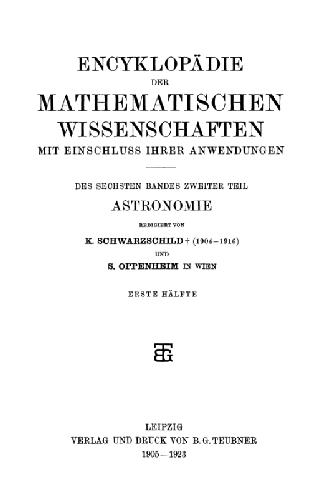 ENCYKLOPÄDIE
DER
MATHEMATISCHEN
WISSENSCHAFTEN
MIT EINSCHLUSS IHRER ANWENDUNGEN
DES SECHSTEN BANDES ZWEITER TEIL
ASTRONOMIE
REDIGIERT VON
K. SCHWARZSCHILD † (1904–1916)
UND
S. OPPENHEIM IN WIEN
ERSTE HÄLFTE
BGT
LEIPZIG
VERLAG UND DRUCK VON B. G. TEUBNER
1905–1923